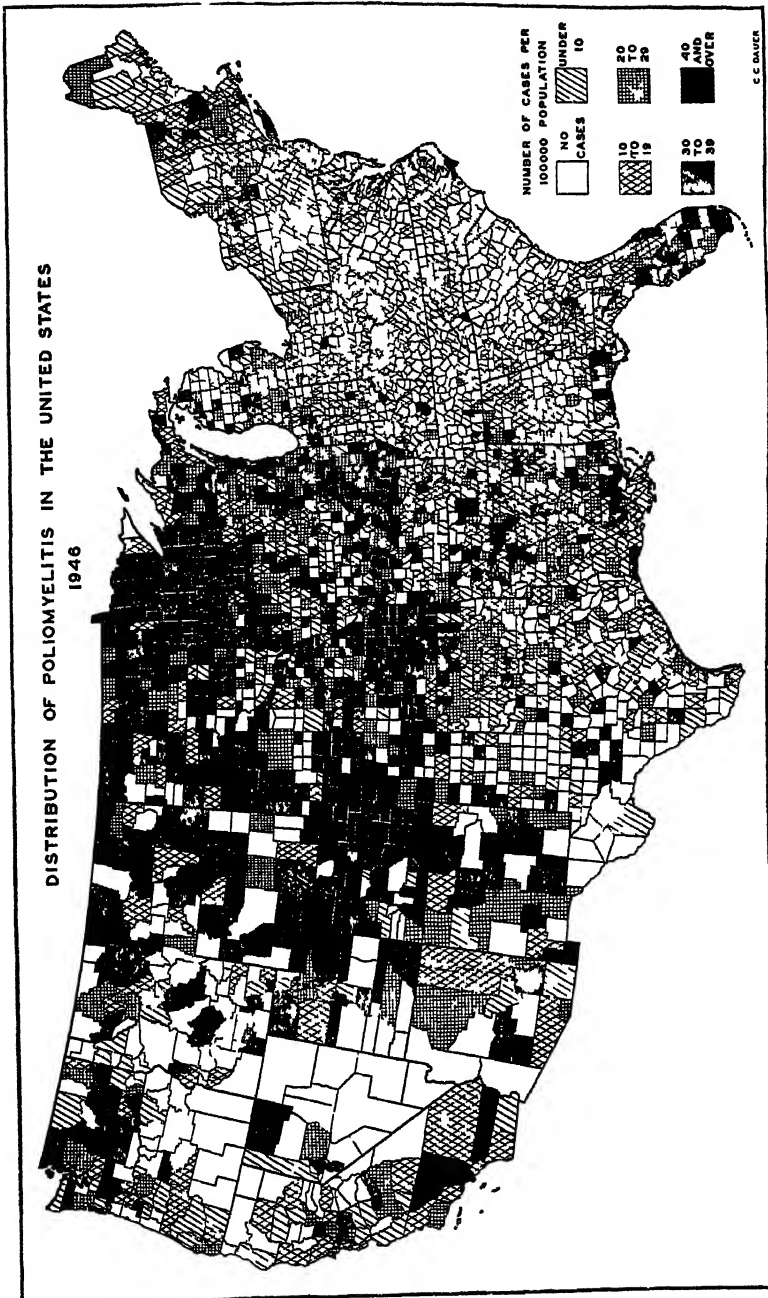 DISTRIBUTION OF POLIOMYELITIS IN THE UNITED STATES
1946
NUMBER OF CASES PER
100000 POPULATION
NO
CASES
UNDER
10
10
TO
19
20
TO
29
30
TO
39
40
AND
OVER
C C DAUER